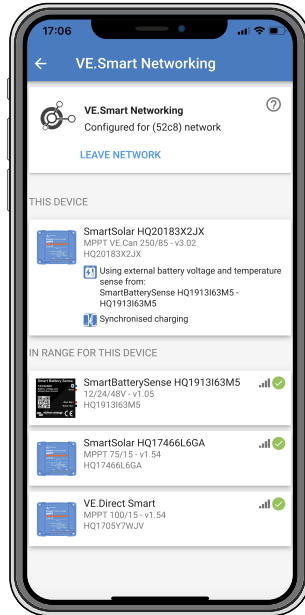 17:06
VE.Smart Networking
VE.Smart Networking
Configured for (52c8) network
LEAVE NETWORK
THIS DEVICE
SmartSolar HQ20183X2JX
MPPT VE.Can 250/85 - v3.02
HQ20183X2JX
Using external battery voltage and temperature
sense from:
SmartBatterySense HQ1913I63M5 -
HQ1913I63M5
Synchronised charging
IN RANGE FOR THIS DEVICE
SmartBatterySense HQ1913I63M5
12/24/48V - v1.05
HQ1913I63M5
SmartSolar HQ17466L6GA
MPPT 75/15 - v1.54
HQ17466L6GA
VE.Direct Smart
MPPT 100/15 - v1.54
HQ1705Y7WJV